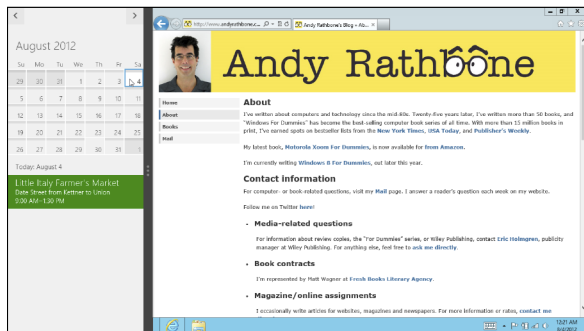 August 2012
Su Mo Tu We Th Fr Sa
29 30 31 1 2 3 4
5 6 7 8 9 10 11
12 13 14 15 16 17 18
19 20 21 22 23 24 25
26 27 28 29 30 31 1
Today: August 4
Little Italy Farmer's Market
Date Street from Kettner to Union
9:00 AM–1:30 PM
http://www.andyrathbone.c...
Andy Rathbone's Blog » Ab...
Andy Rathbone
Home
About
Books
Mail
About
I've written about computers and technology since the mid-80s. Twenty-five years later, I've written more than 50 books, and
"Windows For Dummies" has become the best-selling computer book series of all time. With more than 15 million books in
print, I've earned spots on bestseller lists from the New York Times, USA Today, and Publisher's Weekly.
My latest book, Motorola Xoom For Dummies, is now available for from Amazon.
I'm currently writing Windows 8 For Dummies, out later this year.
Contact information
For computer- or book-related questions, visit my Mail page. I answer a reader's question each week on my website.
Follow me on Twitter here!
• Media-related questions
For information about review copies, the "For Dummies" series, or Wiley Publishing, contact Eric Holmgren, publicity
manager at Wiley Publishing. For anything else, feel free to ask me directly.
• Book contracts
I'm represented by Matt Wagner at Fresh Books Literary Agency.
• Magazine/online assignments
I occasionally write articles for websites, magazines and newspapers. For more information or rates, contact me
12:21 AM
8/4/2012